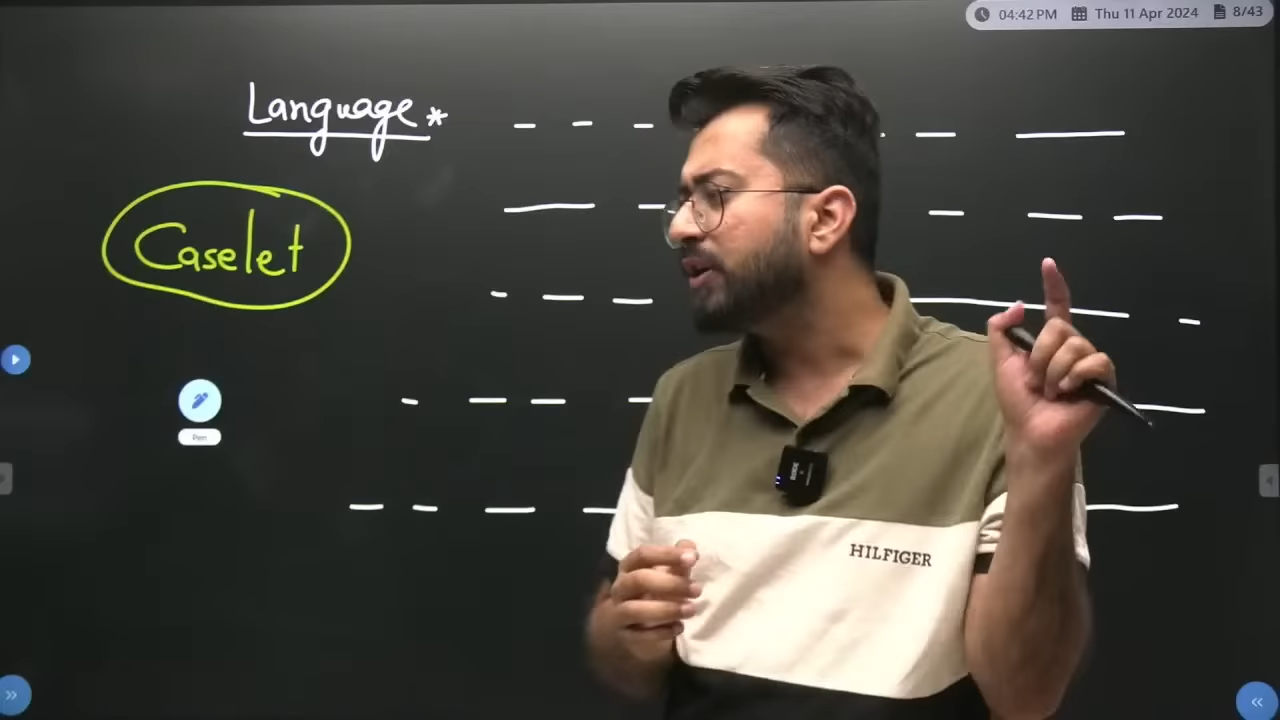 04:42 PM Thu 11 Apr 2024 8/43
Language *
Caselet
Pen
HILFIGER